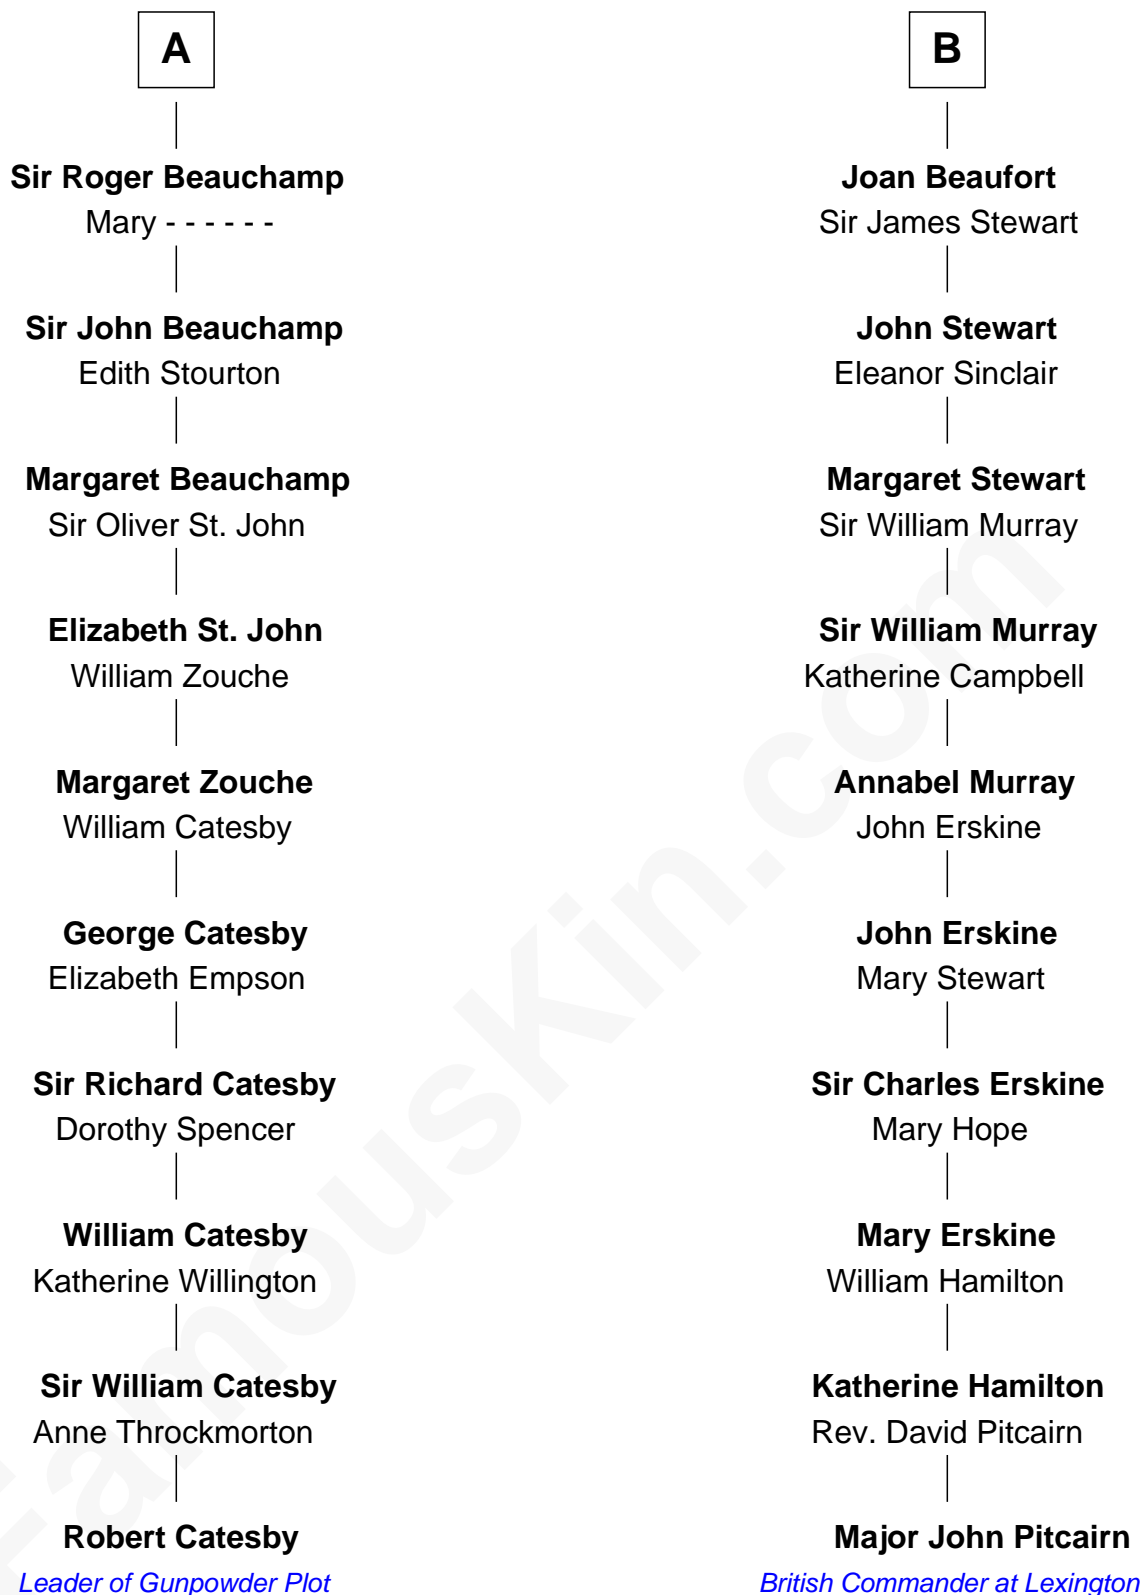 A
Sir Roger Beauchamp
Mary - - - - - -
Sir John Beauchamp
Edith Stourton
Margaret Beauchamp
Sir Oliver St. John
Elizabeth St. John
William Zouche
Margaret Zouche
William Catesby
George Catesby
Elizabeth Empson
Sir Richard Catesby
Dorothy Spencer
William Catesby
Katherine Willington
Sir William Catesby
Anne Throckmorton
Robert Catesby
Leader of Gunpowder Plot
B
Joan Beaufort
Sir James Stewart
John Stewart
Eleanor Sinclair
Margaret Stewart
Sir William Murray
Sir William Murray
Katherine Campbell
Annabel Murray
John Erskine
John Erskine
Mary Stewart
Sir Charles Erskine
Mary Hope
Mary Erskine
William Hamilton
Katherine Hamilton
Rev. David Pitcairn
Major John Pitcairn
British Commander at Lexington
FamousKin.com